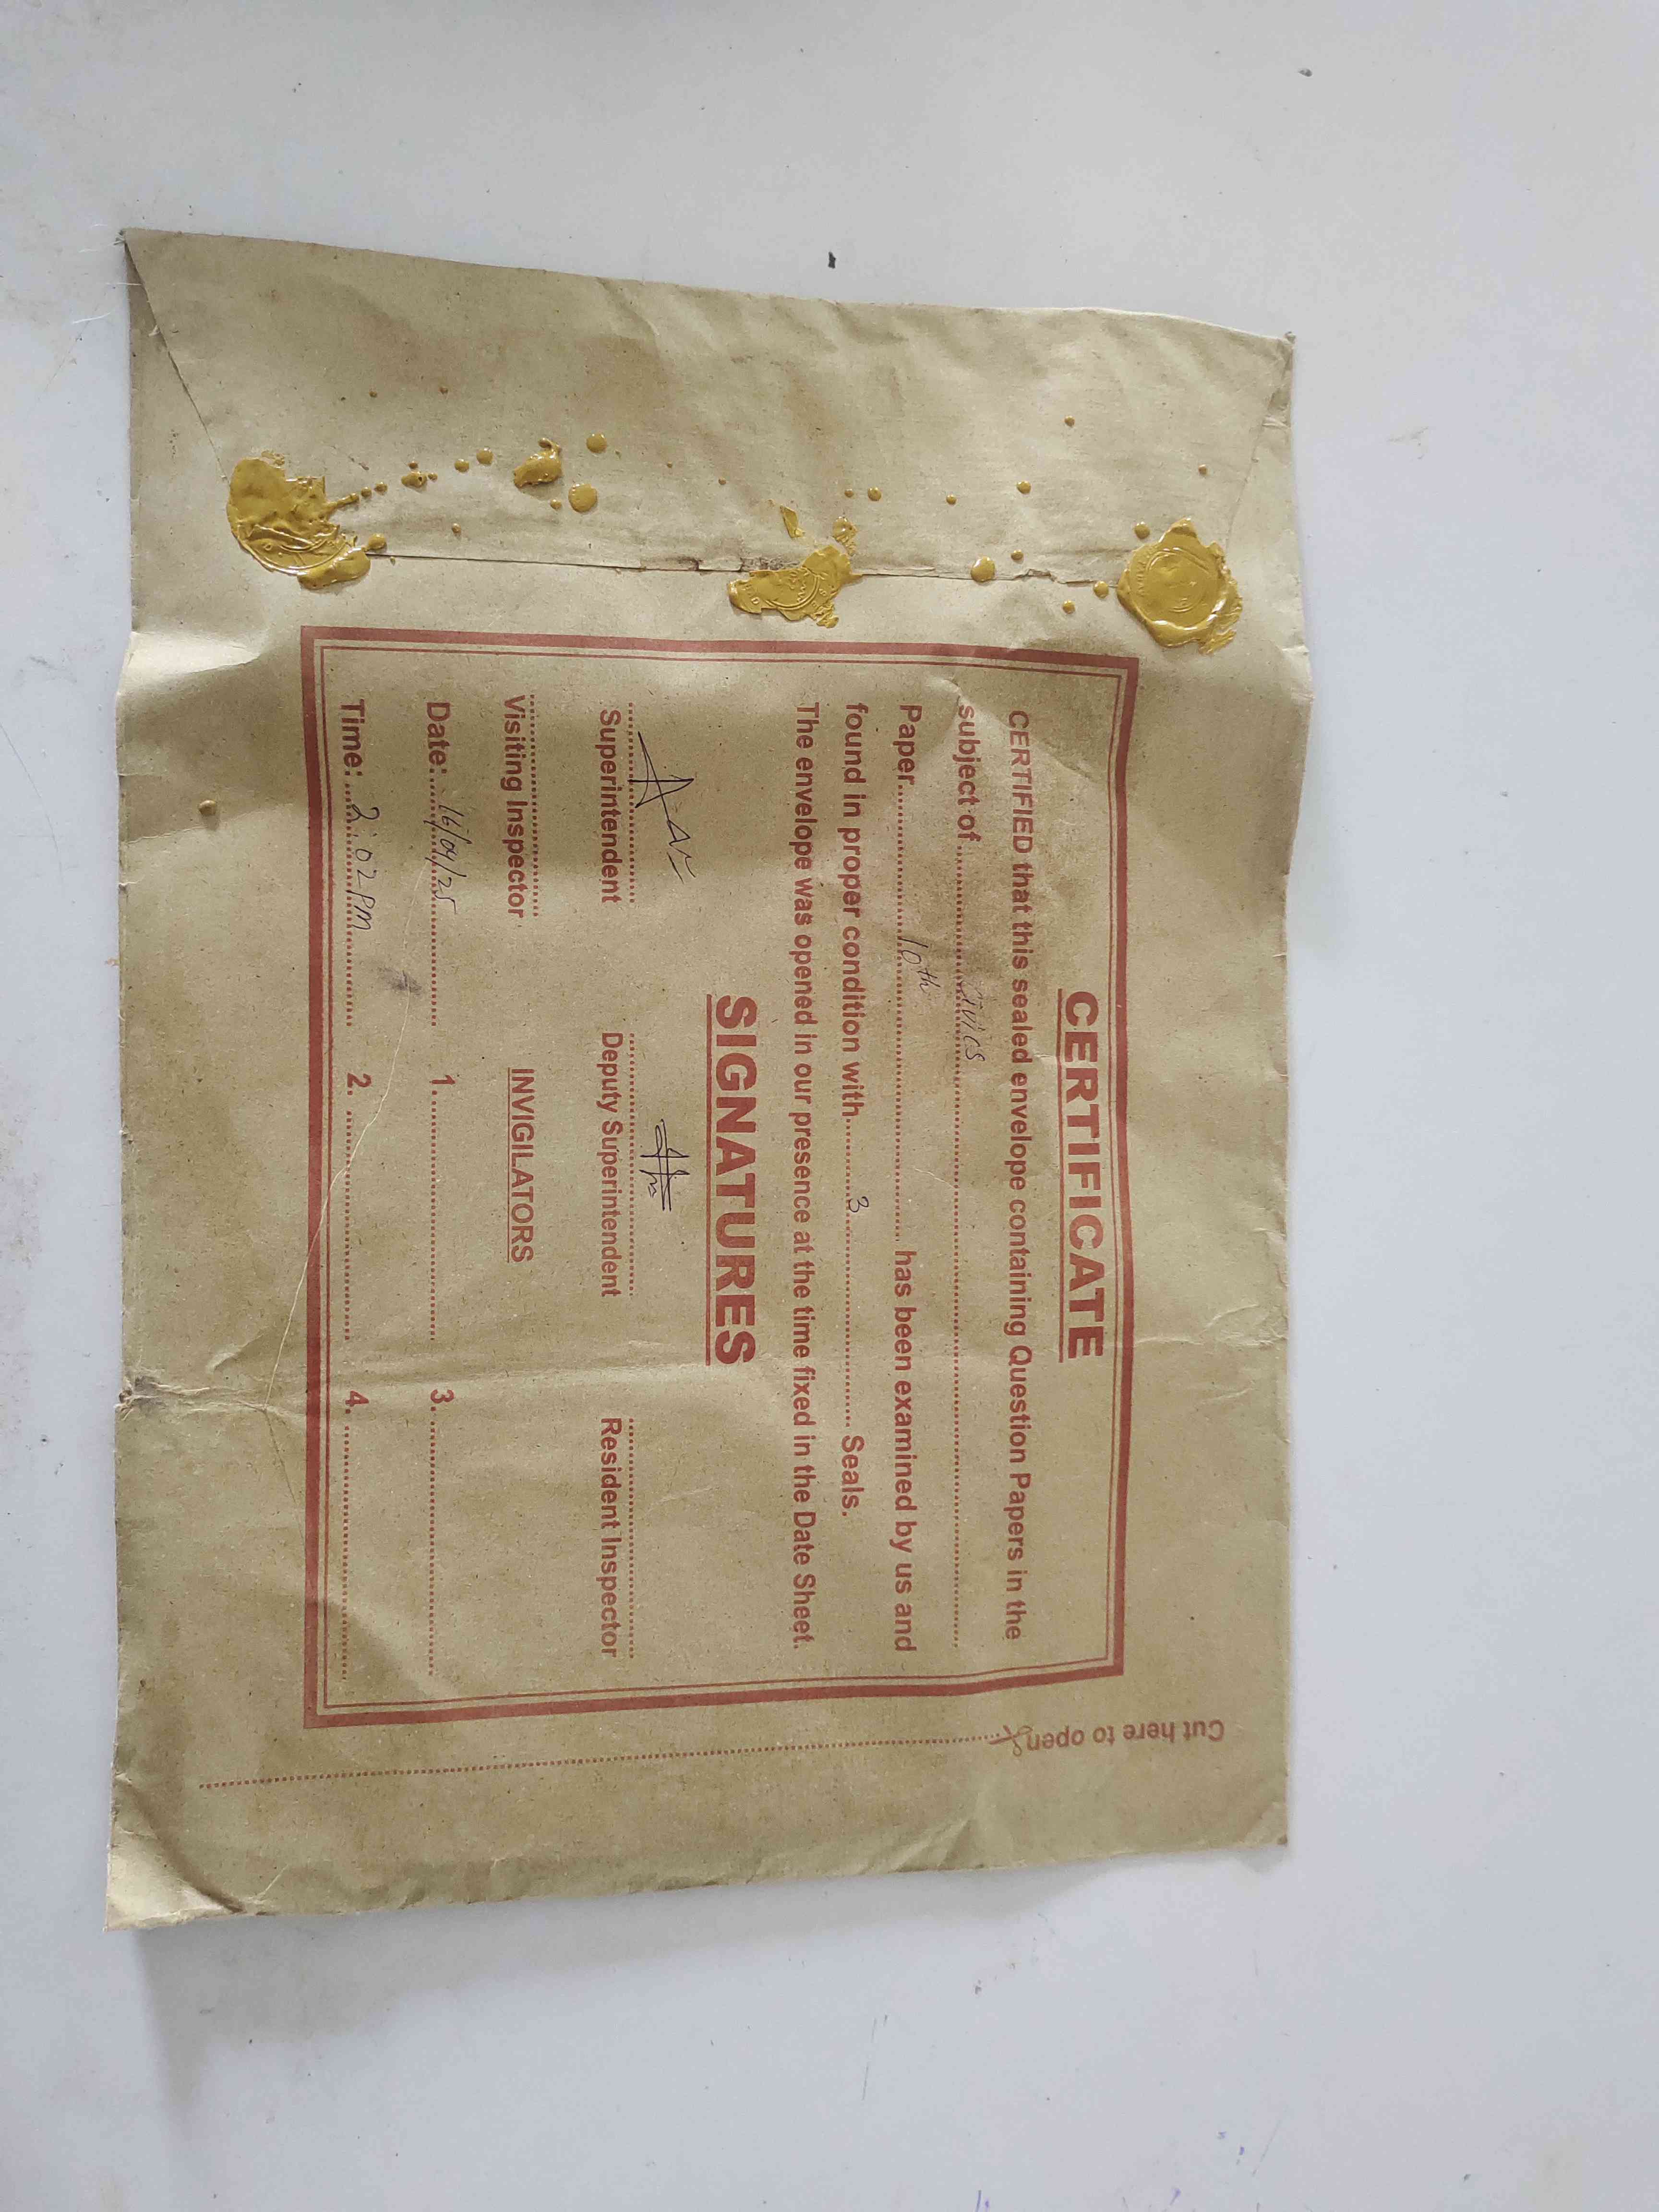 CERTIFICATE
CERTIFIED that this sealed envelope containing Question Papers in the
subject of .......... Civics ..........
Paper .......... 10th .......... has been examined by us and
found in proper condition with .......... 3 .......... Seals.
The envelope was opened in our presence at the time fixed in the Date Sheet.
SIGNATURES
Superintendent Deputy Superintendent Resident Inspector
Visiting Inspector INVIGILATORS
Date: 16/04/25 1. .......... 3. ..........
Time: 2:02 PM 2. .......... 4. ..........
Cut here to open